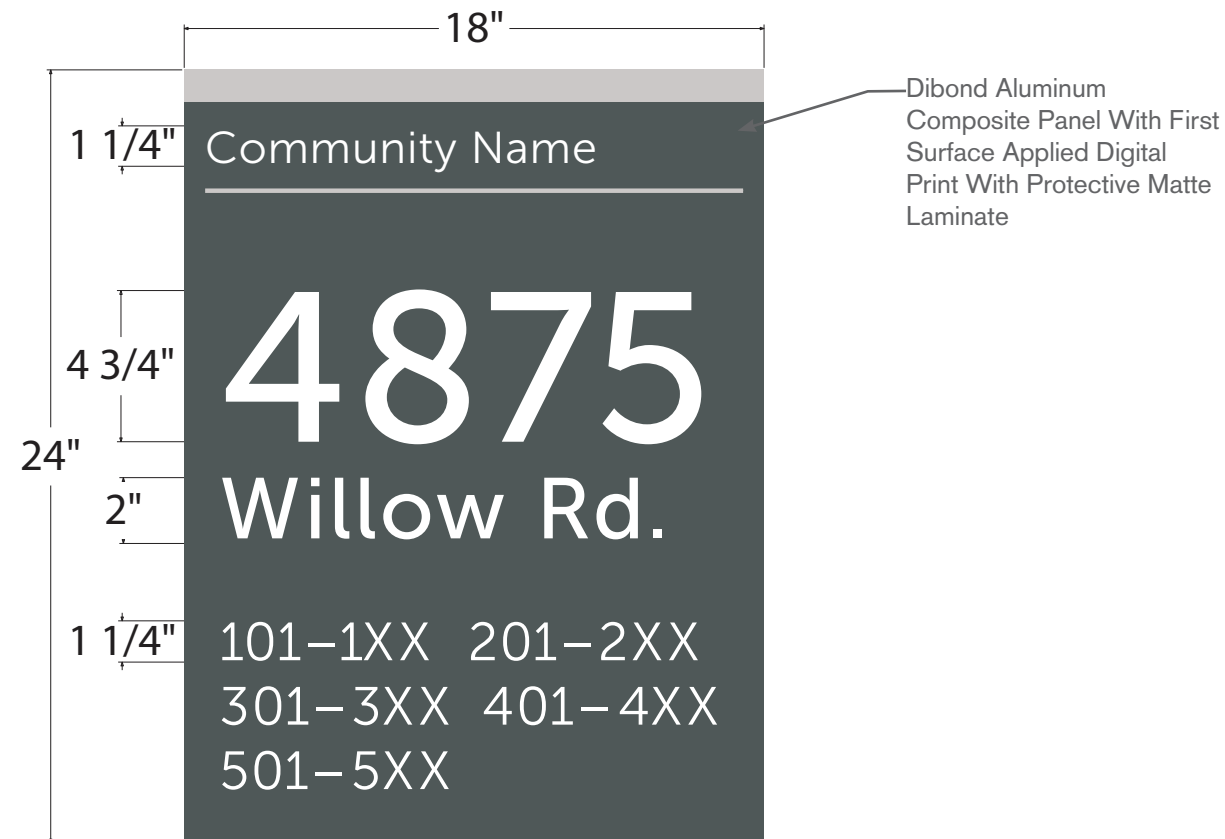 18"
Dibond Aluminum
Composite Panel With First
Surface Applied Digital
Print With Protective Matte
Laminate
1 1/4"
Community Name
4 3/4"
4875
24"
2"
Willow Rd.
1 1/4"
101–1XX 201–2XX
301–3XX 401–4XX
501–5XX